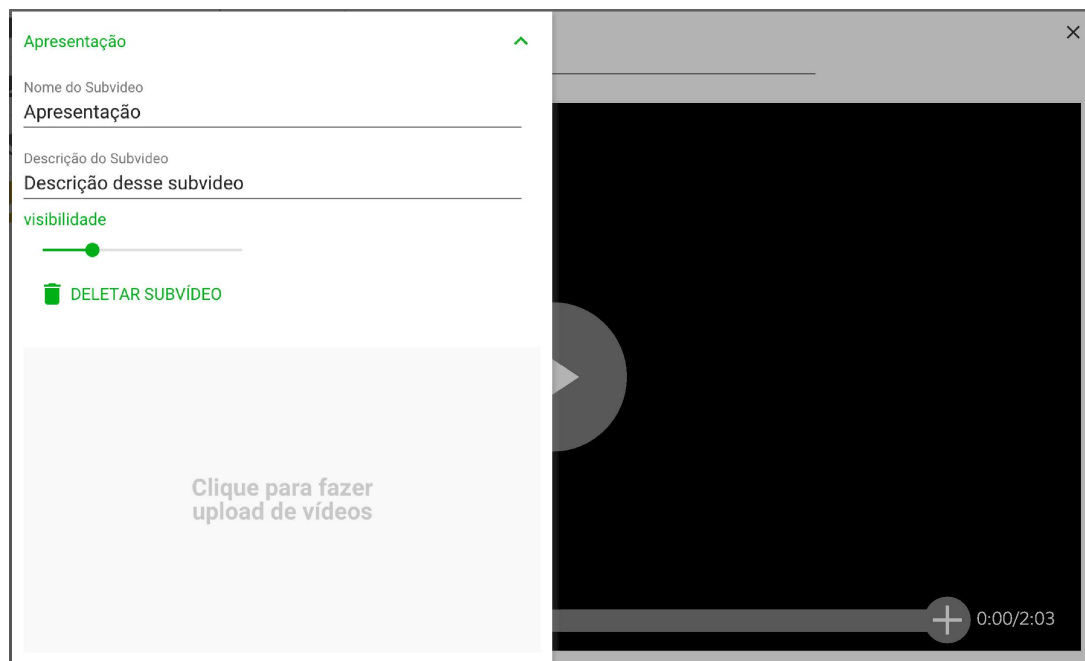 Apresentação
Nome do Subvideo
Apresentação
Descrição do Subvideo
Descrição desse subvideo
visibilidade
DELETAR SUBVÍDEO
Clique para fazer
upload de vídeos
0:00/2:03